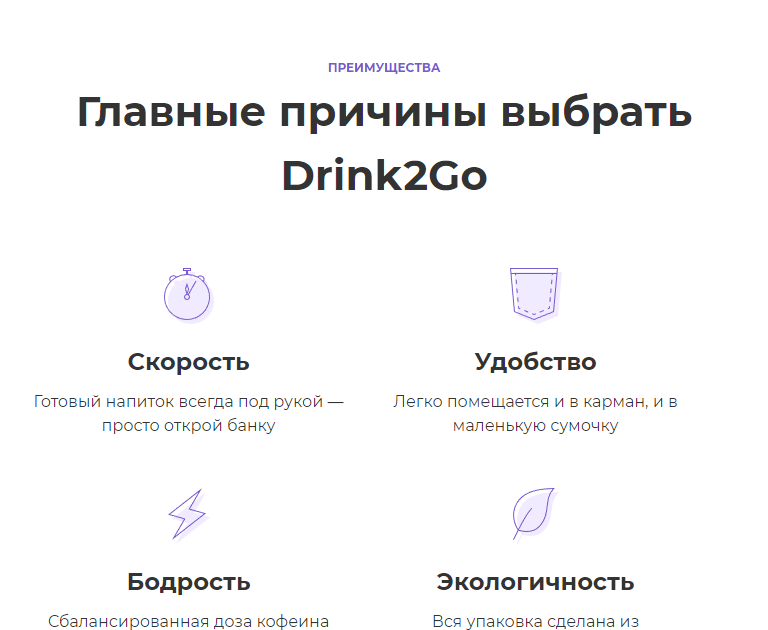 ПРЕИМУЩЕСТВА
Главные причины выбрать
Drink2Go
Скорость
Готовый напиток всегда под рукой —
просто открой банку
Удобство
Легко помещается и в карман, и в
маленькую сумочку
Бодрость
Сбалансированная доза кофеина
Экологичность
Вся упаковка сделана из